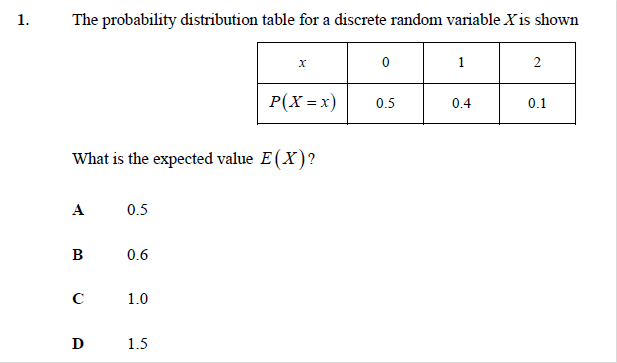 1. The probability distribution table for a discrete random variable X is shown
x 0 1 2
P(X = x) 0.5 0.4 0.1
What is the expected value E(X)?
A 0.5
B 0.6
C 1.0
D 1.5